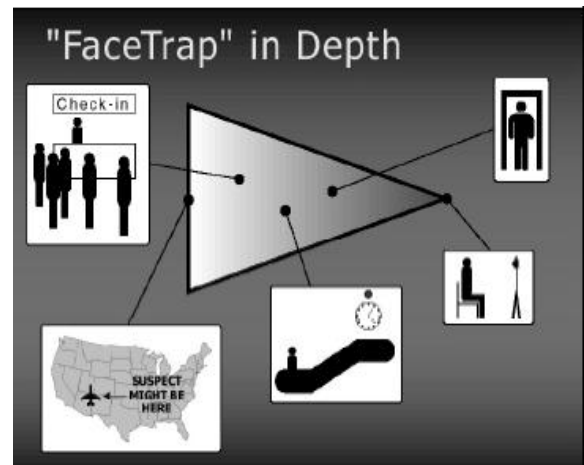 "FaceTrap" in Depth
Check-in
SUSPECT
MIGHT BE
HERE